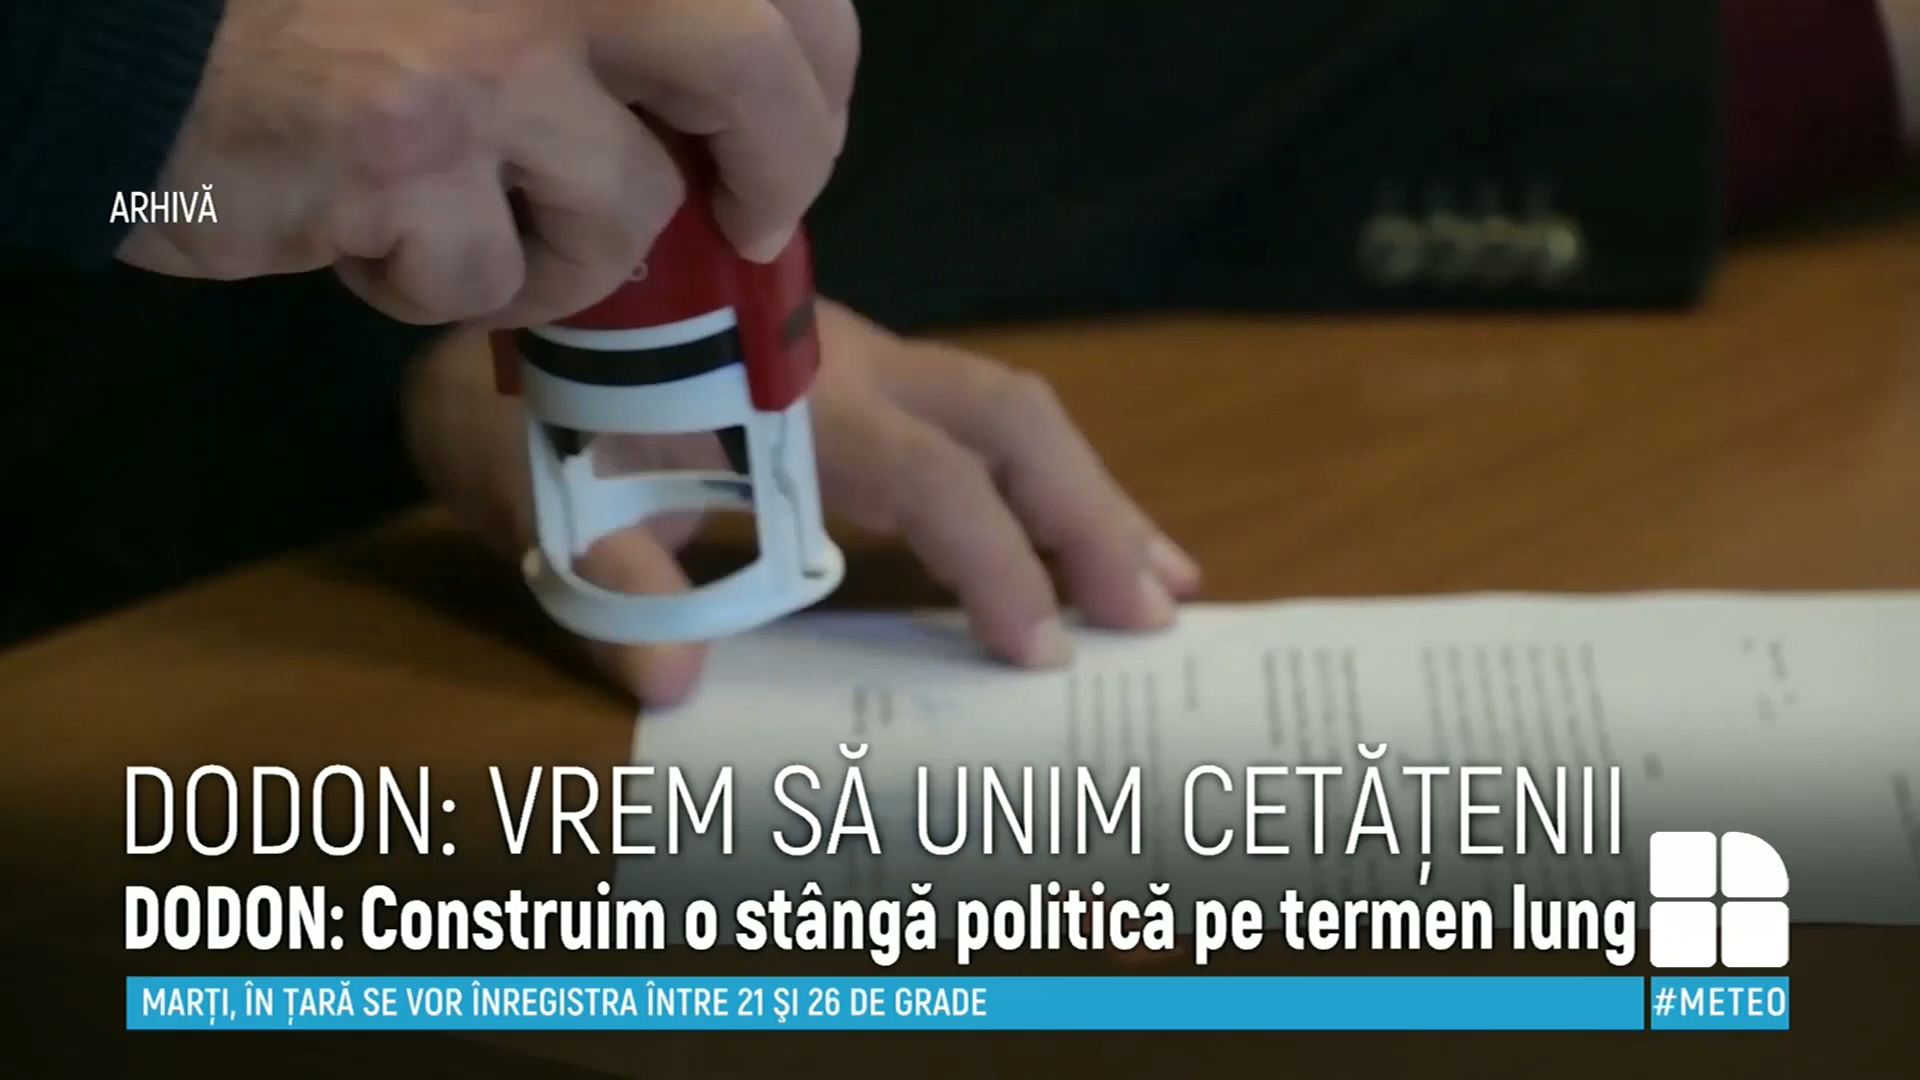 ARHIVĂ
DODON: VREM SĂ UNIM CETĂȚENII
DODON: Construim o stângă politică pe termen lung
MARȚI, ÎN ȚARĂ SE VOR ÎNREGISTRA ÎNTRE 21 ŞI 26 DE GRADE
#METEO